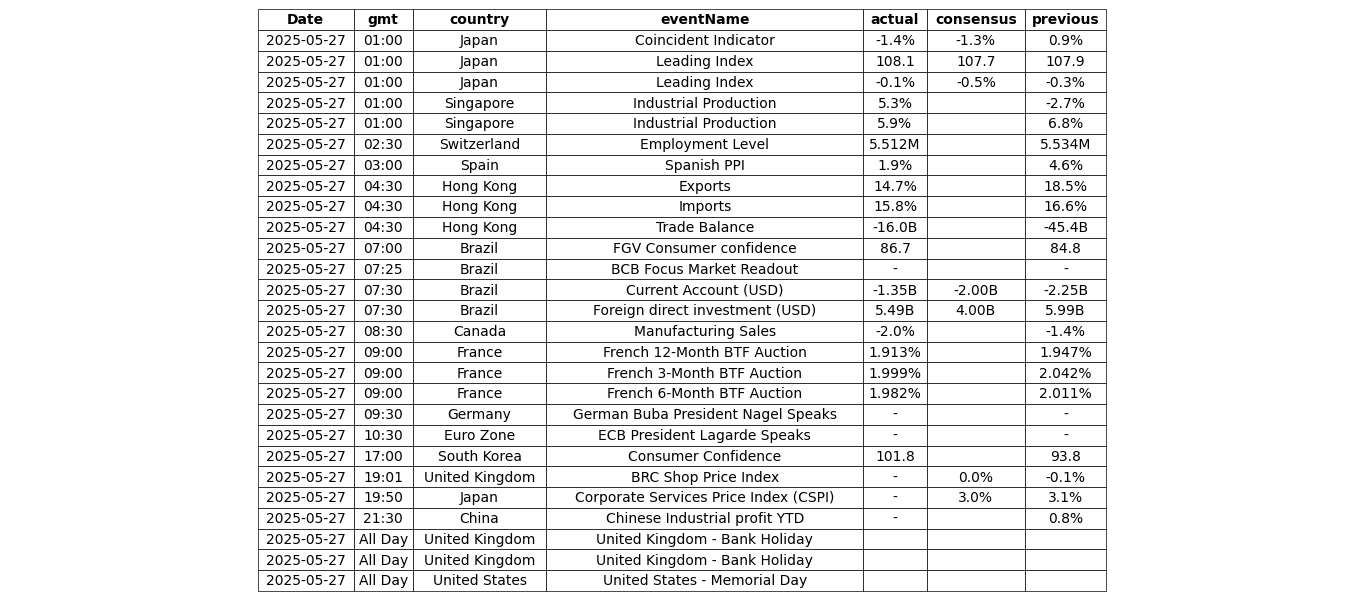 Date gmt country eventName actual consensus previous
2025-05-27 01:00 Japan Coincident Indicator -1.4% -1.3% 0.9%
2025-05-27 01:00 Japan Leading Index 108.1 107.7 107.9
2025-05-27 01:00 Japan Leading Index -0.1% -0.5% -0.3%
2025-05-27 01:00 Singapore Industrial Production 5.3% -2.7%
2025-05-27 01:00 Singapore Industrial Production 5.9% 6.8%
2025-05-27 02:30 Switzerland Employment Level 5.512M 5.534M
2025-05-27 03:00 Spain Spanish PPI 1.9% 4.6%
2025-05-27 04:30 Hong Kong Exports 14.7% 18.5%
2025-05-27 04:30 Hong Kong Imports 15.8% 16.6%
2025-05-27 04:30 Hong Kong Trade Balance -16.0B -45.4B
2025-05-27 07:00 Brazil FGV Consumer confidence 86.7 84.8
2025-05-27 07:25 Brazil BCB Focus Market Readout - -
2025-05-27 07:30 Brazil Current Account (USD) -1.35B -2.00B -2.25B
2025-05-27 07:30 Brazil Foreign direct investment (USD) 5.49B 4.00B 5.99B
2025-05-27 08:30 Canada Manufacturing Sales -2.0% -1.4%
2025-05-27 09:00 France French 12-Month BTF Auction 1.913% 1.947%
2025-05-27 09:00 France French 3-Month BTF Auction 1.999% 2.042%
2025-05-27 09:00 France French 6-Month BTF Auction 1.982% 2.011%
2025-05-27 09:30 Germany German Buba President Nagel Speaks - -
2025-05-27 10:30 Euro Zone ECB President Lagarde Speaks - -
2025-05-27 17:00 South Korea Consumer Confidence 101.8 93.8
2025-05-27 19:01 United Kingdom BRC Shop Price Index - 0.0% -0.1%
2025-05-27 19:50 Japan Corporate Services Price Index (CSPI) - 3.0% 3.1%
2025-05-27 21:30 China Chinese Industrial profit YTD - 0.8%
2025-05-27 All Day United Kingdom United Kingdom - Bank Holiday
2025-05-27 All Day United Kingdom United Kingdom - Bank Holiday
2025-05-27 All Day United States United States - Memorial Day